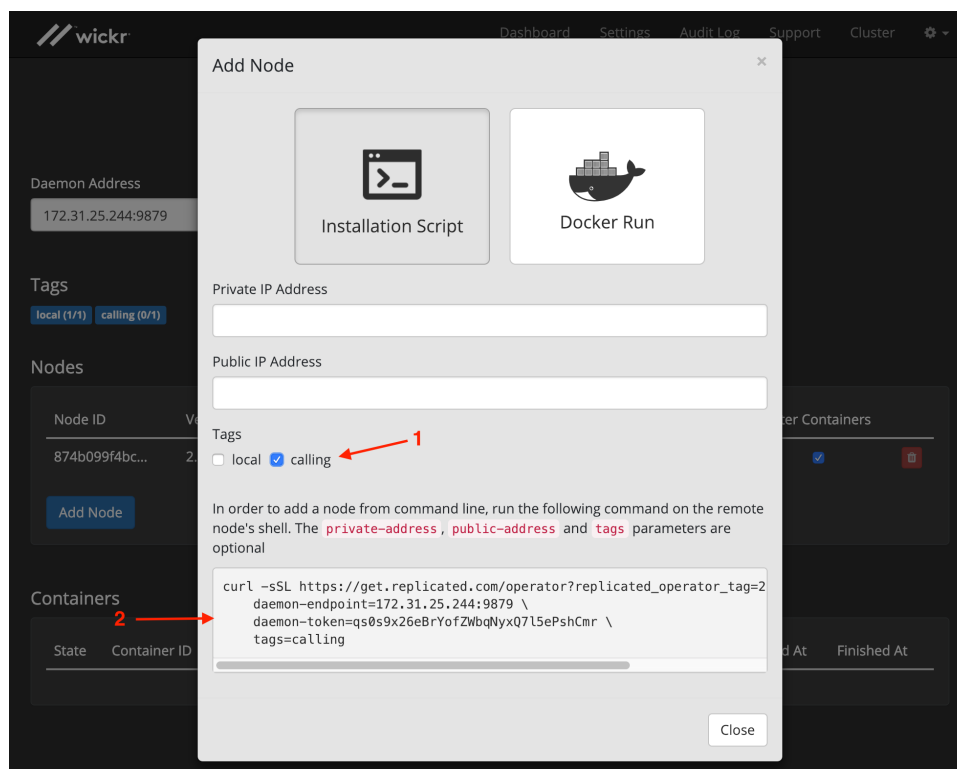 wickr
Dashboard Settings Audit Log Support Cluster
Add Node ×
Installation Script
Docker Run
Daemon Address
172.31.25.244:9879
Private IP Address
Tags
local (1/1) calling (0/1)
Public IP Address
Nodes
Node ID
Containers
Tags
1
local calling
874b099f4bc... 2.
Add Node
In order to add a node from command line, run the following command on the remote
node's shell. The private-address, public-address and tags parameters are
optional
curl -sSL https://get.replicated.com/operator?replicated_operator_tag=2
daemon-endpoint=172.31.25.244:9879 \
daemon-token=qs0s9x26eBrYofZWbqNyxQ7l5ePshCmr \
tags=calling
Containers
2
State Container ID
Finished At
Close